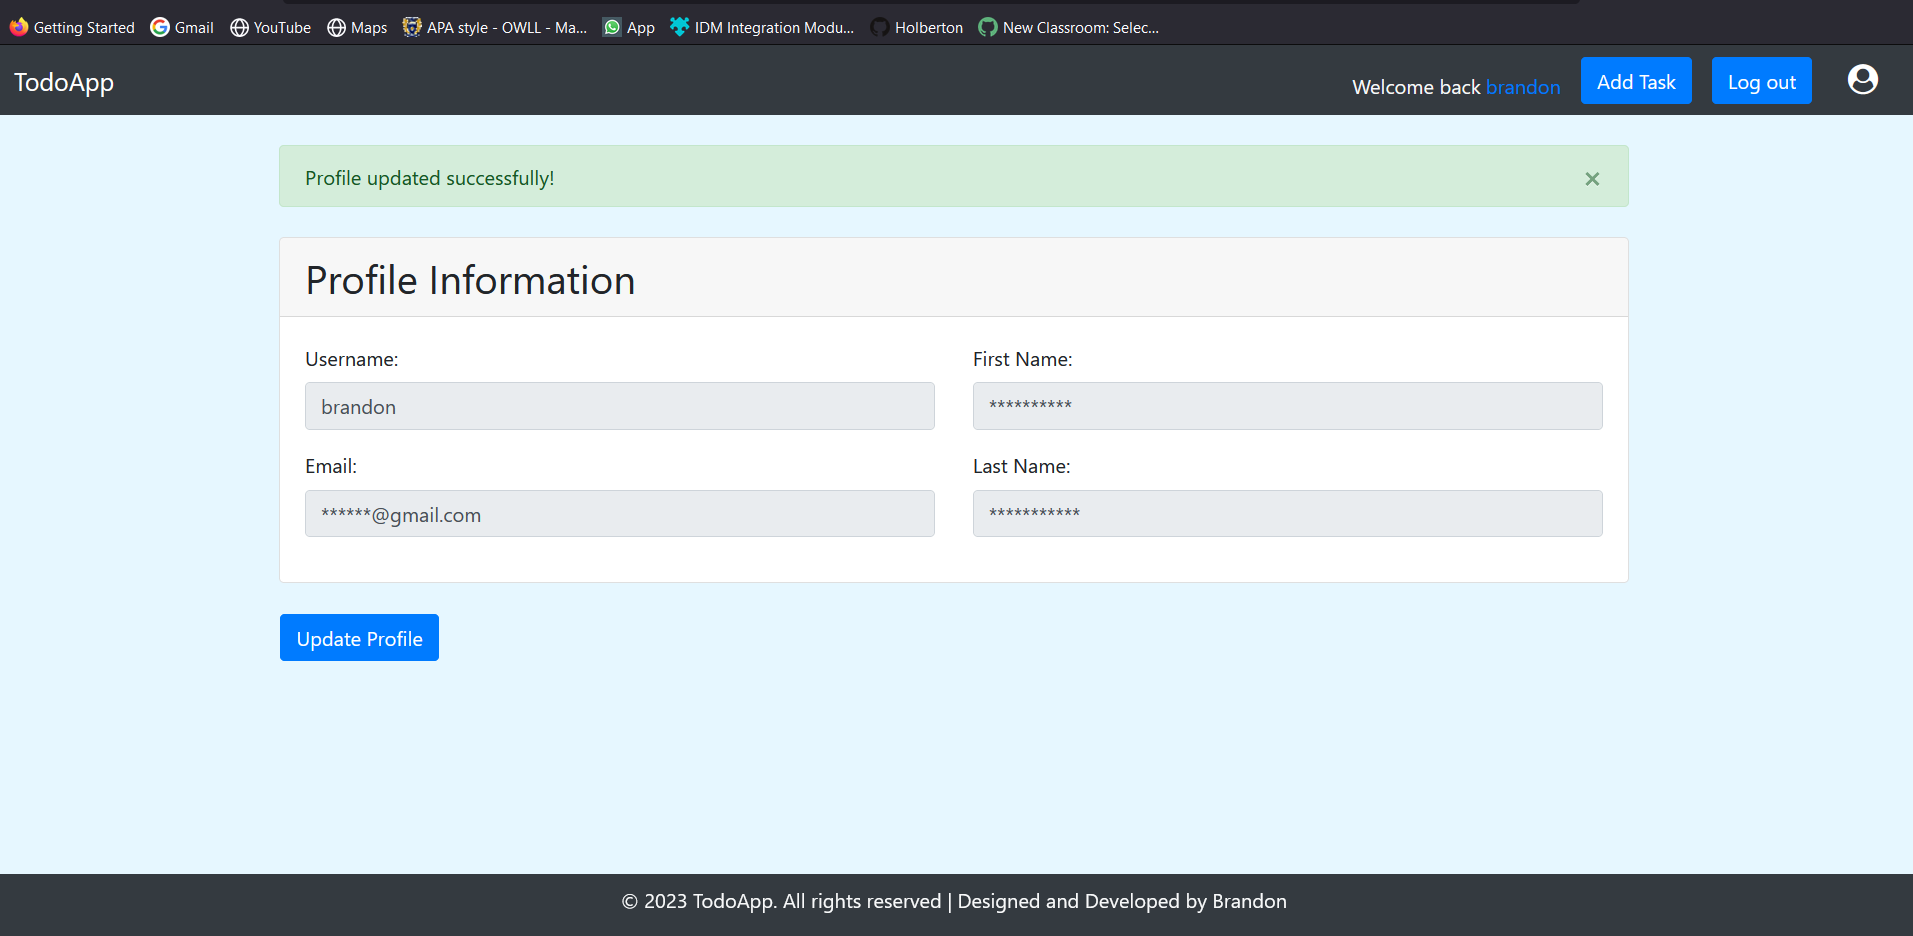 Getting Started Gmail YouTube Maps APA style - OWLL - Ma... App IDM Integration Modu... Holberton New Classroom: Selec...
TodoApp Welcome back brandon Add Task Log out
Profile updated successfully! ×
Profile Information
Username: First Name:
brandon **********
Email: Last Name:
******@gmail.com ***********
Update Profile
© 2023 TodoApp. All rights reserved | Designed and Developed by Brandon